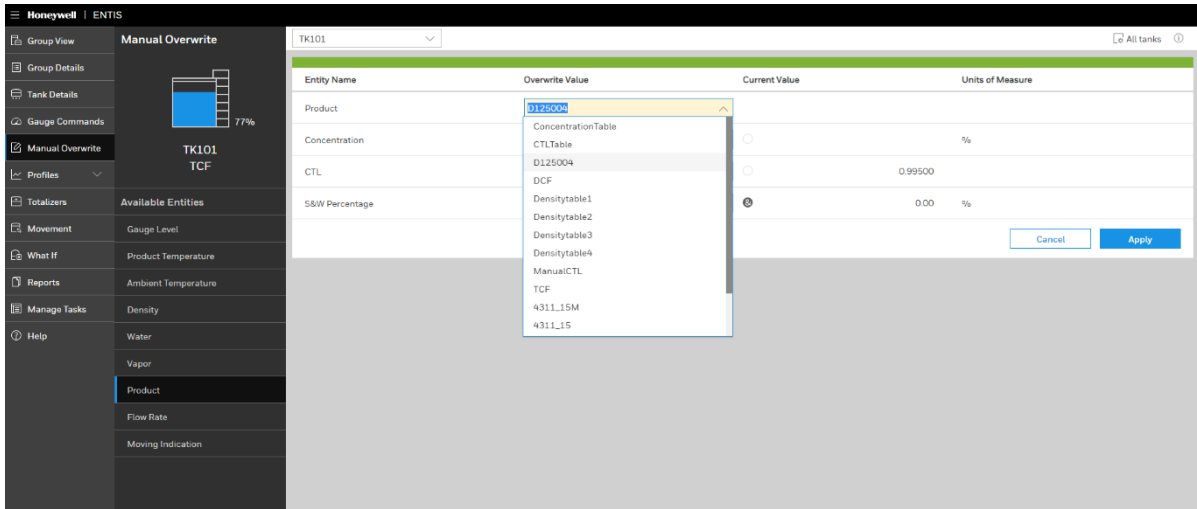 Honeywell | ENTIS
Group View
Group Details
Tank Details
Gauge Commands
Manual Overwrite
Profiles
Totalizers
Movement
What If
Reports
Manage Tasks
Help
Manual Overwrite
77%
TK101
TCF
Available Entities
Gauge Level
Product Temperature
Ambient Temperature
Density
Water
Vapor
Product
Flow Rate
Moving Indication
TK101
All tanks
Entity Name Overwrite Value Current Value Units of Measure
Product D125004
Concentration %
CTL 0.99500
S&W Percentage & 0.00 %
ConcentrationTable
CTLTable
D125004
DCF
Densitytable1
Densitytable2
Densitytable3
Densitytable4
ManualCTL
TCF
4311_15M
4311_15
Cancel Apply